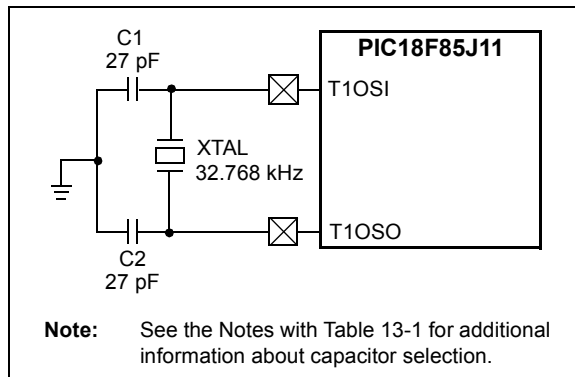 C1
27 pF
PIC18F85J11
T1OSI
XTAL
32.768 kHz
T1OSO
C2
27 pF
Note: See the Notes with Table 13-1 for additional
information about capacitor selection.